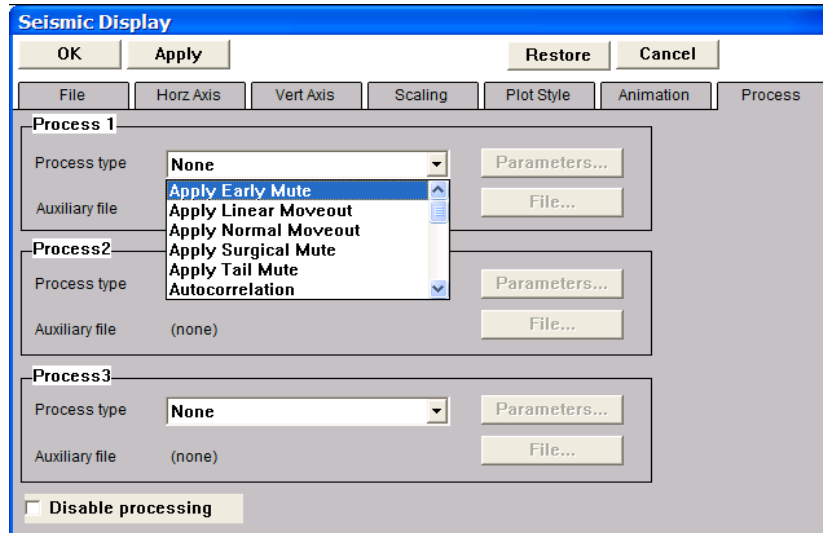 Seismic Display
OK Apply Restore Cancel
File Horz Axis Vert Axis Scaling Plot Style Animation Process
Process 1
Process type None Parameters...
Apply Early Mute
Auxiliary file File...
Apply Linear Moveout
Apply Normal Moveout
Process2
Apply Surgical Mute
Process type Parameters...
Apply Tail Mute
Autocorrelation
Auxiliary file (none) File...
Process3
Process type None Parameters...
Auxiliary file (none) File...
Disable processing